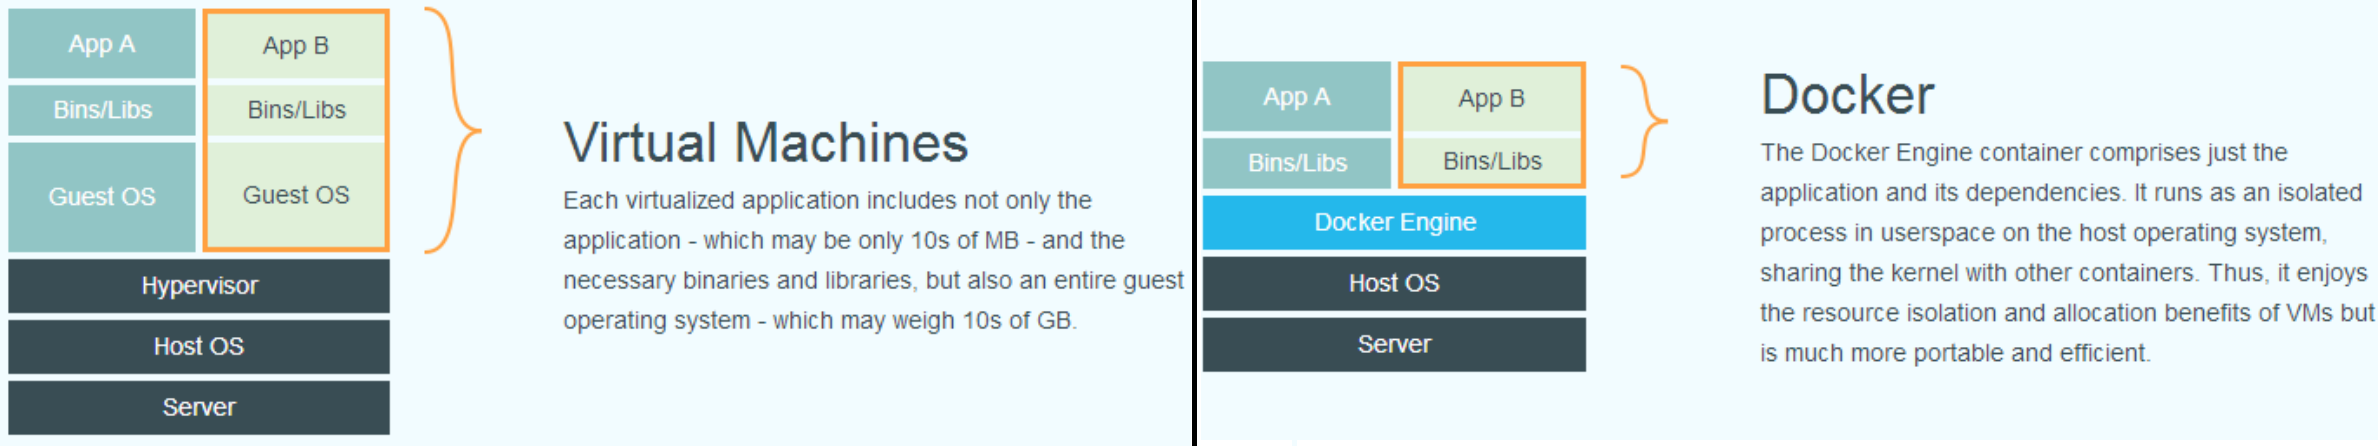 App A
App B
Bins/Libs
Bins/Libs
Guest OS
Guest OS
Hypervisor
Host OS
Server
Virtual Machines
Each virtualized application includes not only the
application - which may be only 10s of MB - and the
necessary binaries and libraries, but also an entire guest
operating system - which may weigh 10s of GB.
App A
App B
Bins/Libs
Bins/Libs
Docker Engine
Host OS
Server
Docker
The Docker Engine container comprises just the
application and its dependencies. It runs as an isolated
process in userspace on the host operating system,
sharing the kernel with other containers. Thus, it enjoys
the resource isolation and allocation benefits of VMs but
is much more portable and efficient.